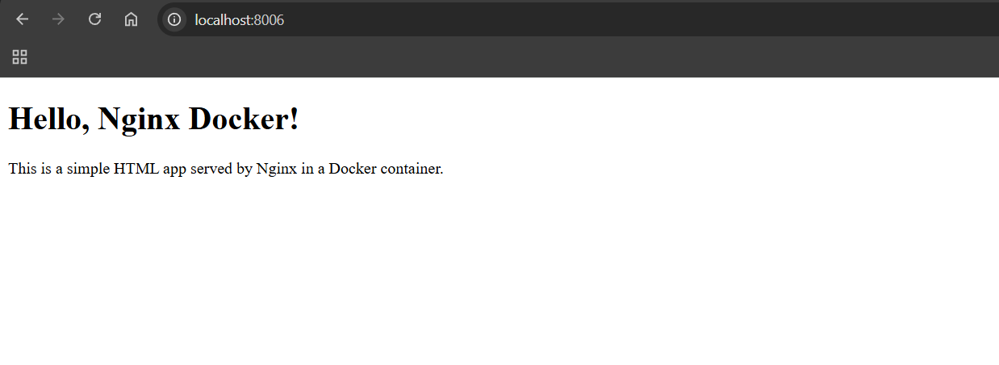 localhost:8006
Hello, Nginx Docker!
This is a simple HTML app served by Nginx in a Docker container.